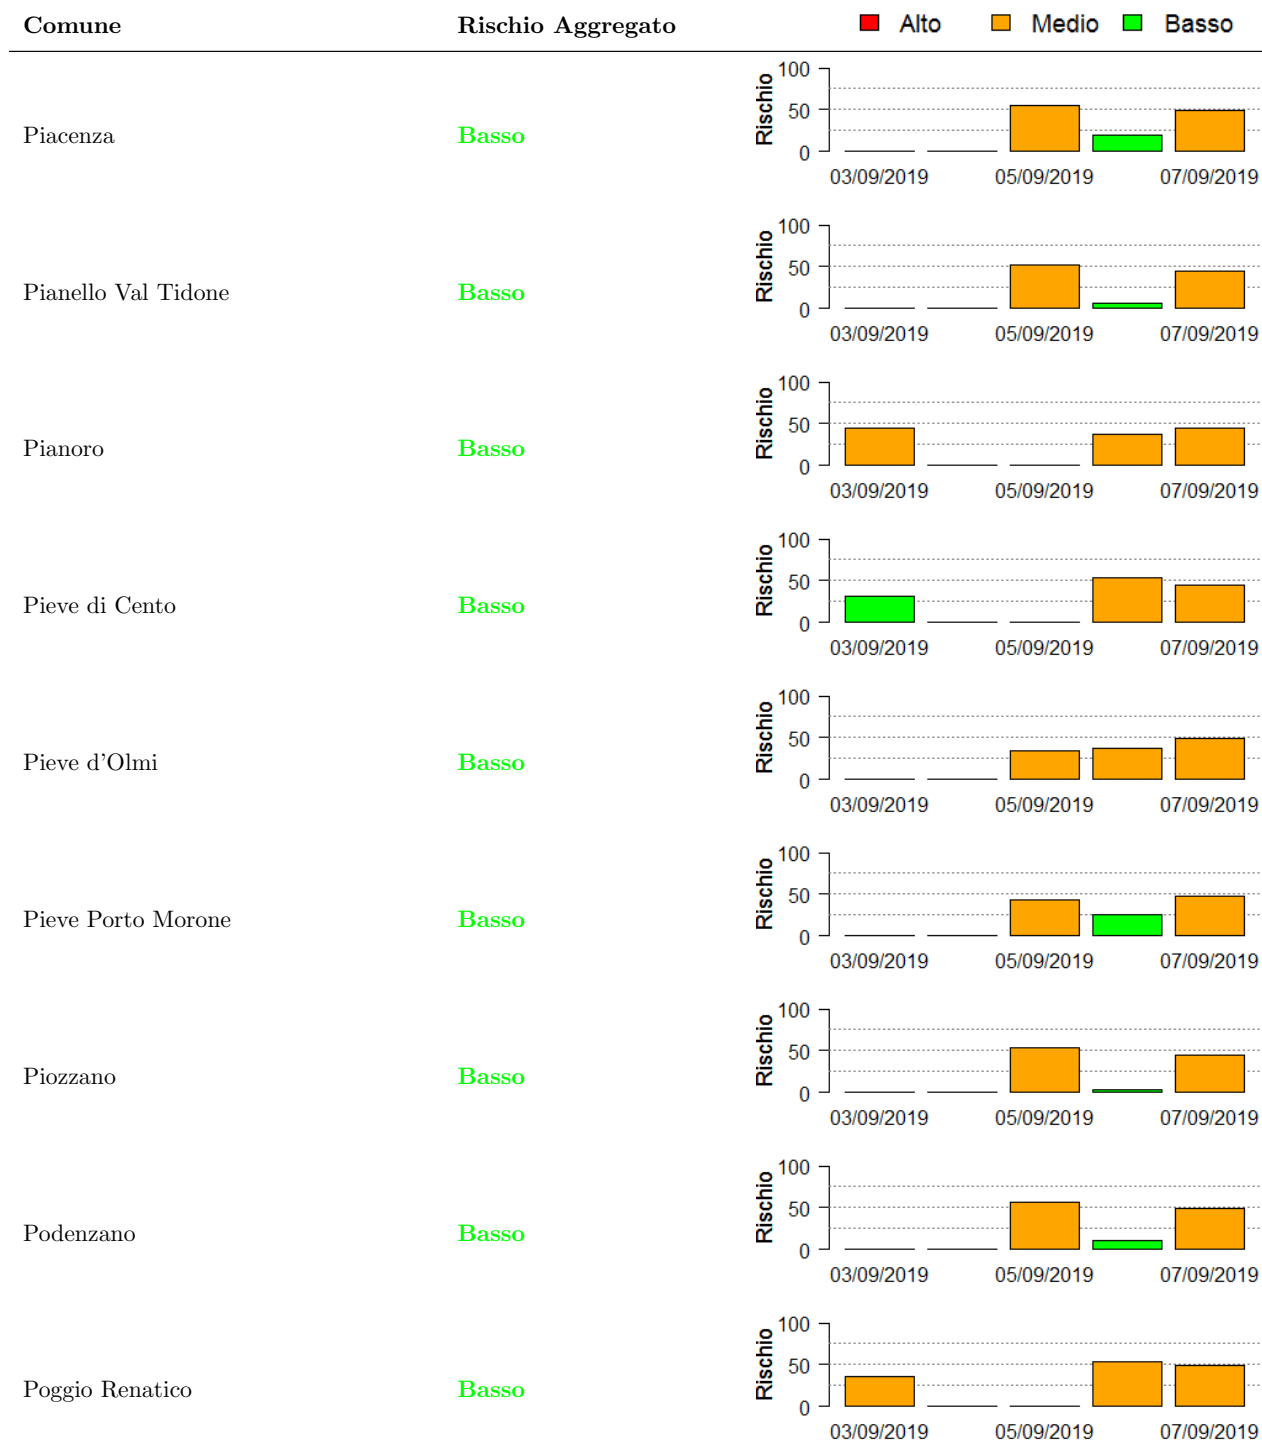 Comune Rischio Aggregato Alto Medio Basso
Piacenza Basso Rischio 100 50 0
03/09/2019 05/09/2019 07/09/2019
Pianello Val Tidone Basso Rischio 100 50 0
03/09/2019 05/09/2019 07/09/2019
Pianoro Basso Rischio 100 50 0
03/09/2019 05/09/2019 07/09/2019
Pieve di Cento Basso Rischio 100 50 0
03/09/2019 05/09/2019 07/09/2019
Pieve d'Olmi Basso Rischio 100 50 0
03/09/2019 05/09/2019 07/09/2019
Pieve Porto Morone Basso Rischio 100 50 0
03/09/2019 05/09/2019 07/09/2019
Piozzano Basso Rischio 100 50 0
03/09/2019 05/09/2019 07/09/2019
Podenzano Basso Rischio 100 50 0
03/09/2019 05/09/2019 07/09/2019
Poggio Renatico Basso Rischio 100 50 0
03/09/2019 05/09/2019 07/09/2019